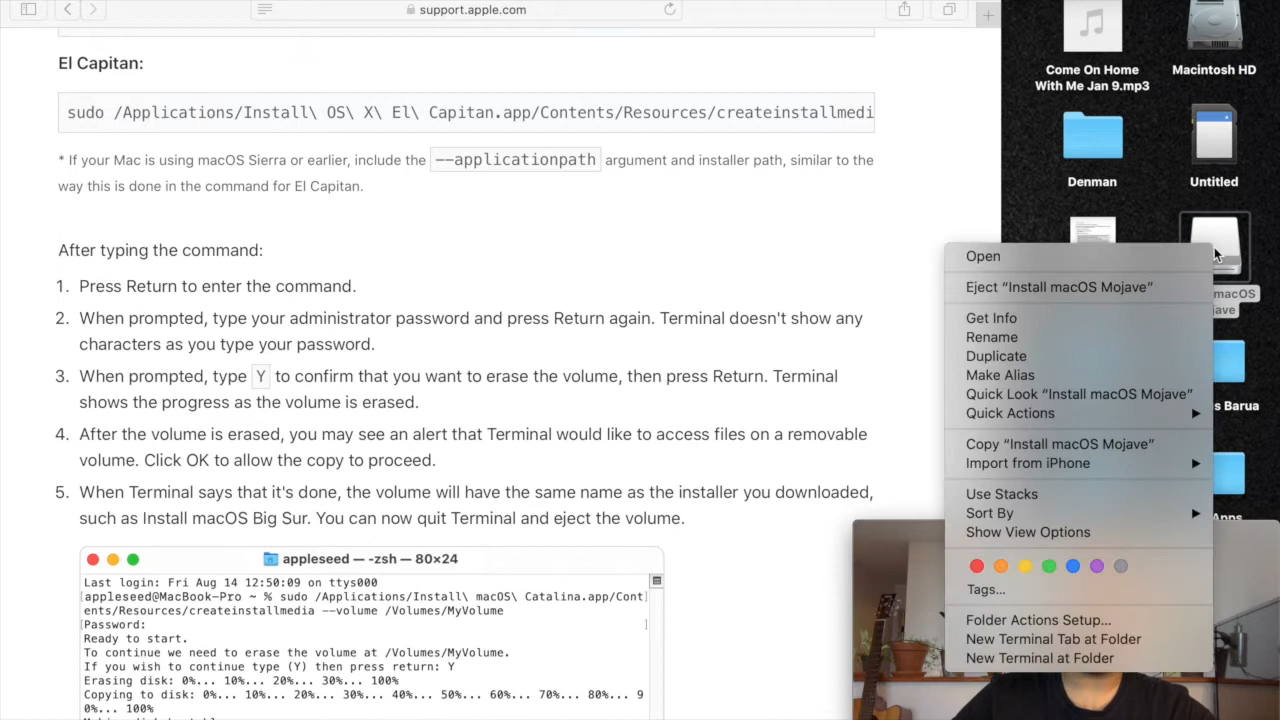 support.apple.com
El Capitan:
sudo /Applications/Install\ OS\ X\ El\ Capitan.app/Contents/Resources/createinstallmedi
* If your Mac is using macOS Sierra or earlier, include the --applicationpath argument and installer path, similar to the
way this is done in the command for El Capitan.
After typing the command:
1. Press Return to enter the command.
2. When prompted, type your administrator password and press Return again. Terminal doesn't show any
characters as you type your password.
3. When prompted, type Y to confirm that you want to erase the volume, then press Return. Terminal
shows the progress as the volume is erased.
4. After the volume is erased, you may see an alert that Terminal would like to access files on a removable
volume. Click OK to allow the copy to proceed.
5. When Terminal says that it's done, the volume will have the same name as the installer you downloaded,
such as Install macOS Big Sur. You can now quit Terminal and eject the volume.
appleseed — -zsh — 80×24
Last login: Fri Aug 14 12:50:09 on ttys000
[appleseed@MacBook-Pro ~ % sudo /Applications/Install\ macOS\ Catalina.app/Cont]
ents/Resources/createinstallmedia --volume /Volumes/MyVolume
[Password: ]
Ready to start.
To continue we need to erase the volume at /Volumes/MyVolume.
If you wish to continue type (Y) then press return: Y
Erasing disk: 0%... 10%... 20%... 30%... 100%
Copying to disk: 0%... 10%... 20%... 30%... 40%... 50%... 60%... 70%... 80%... 9
0%... 100%
Come On Home
With Me Jan 9.mp3
Macintosh HD
Denman
Untitled
macOS
jave
s Barua
Apps
Open
Eject “Install macOS Mojave”
Get Info
Rename
Duplicate
Make Alias
Quick Look “Install macOS Mojave”
Quick Actions
Copy “Install macOS Mojave”
Import from iPhone
Use Stacks
Sort By
Show View Options
Tags...
Folder Actions Setup...
New Terminal Tab at Folder
New Terminal at Folder